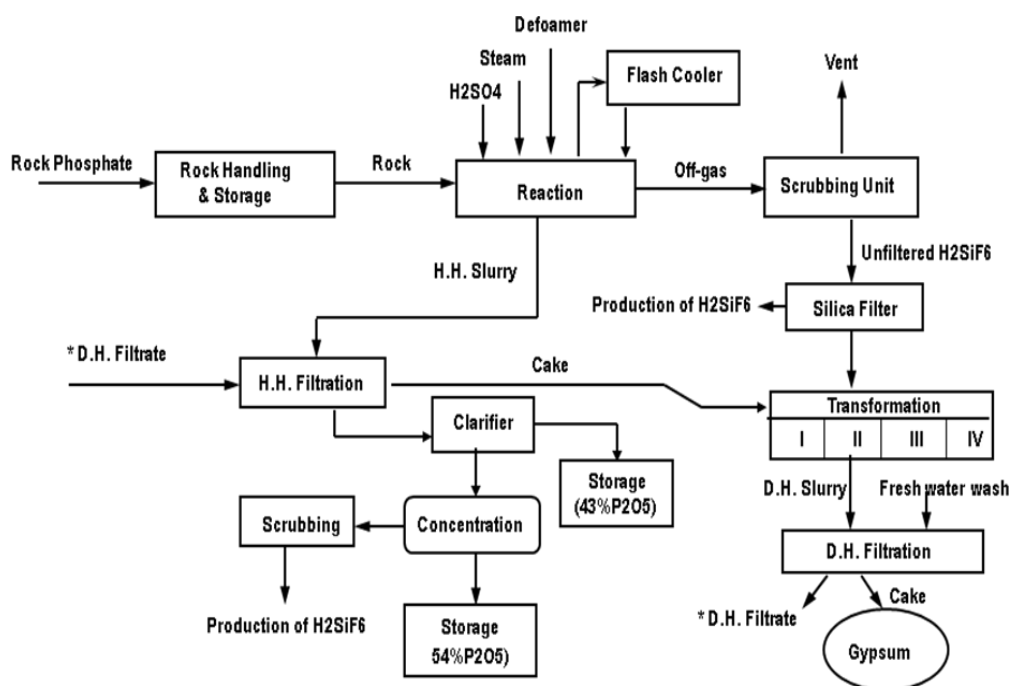 Defoamer
Steam
H2SO4
Flash Cooler
Vent
Rock Phosphate
Rock Handling
& Storage
Rock
Reaction
Off-gas
Scrubbing Unit
H.H. Slurry
Unfiltered H2SiF6
Production of H2SiF6
Silica Filter
* D.H. Filtrate
H.H. Filtration
Cake
Transformation
I II III IV
Clarifier
Storage
(43%P2O5)
D.H. Slurry
Fresh water wash
Scrubbing
Concentration
D.H. Filtration
Production of H2SiF6
Storage
54%P2O5)
* D.H. Filtrate
Cake
Gypsum